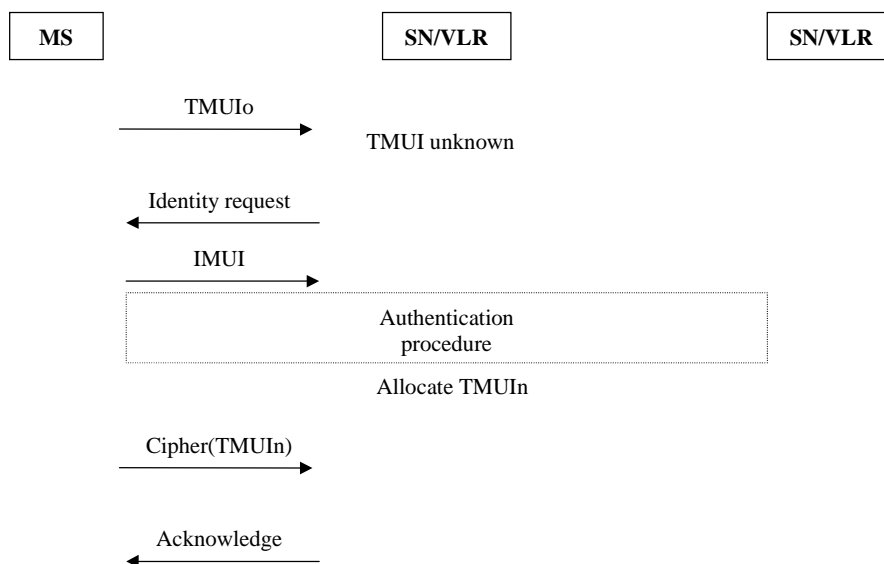 MS
SN/VLR
SN/VLR
TMUIo
TMUI unknown
Identity request
IMUI
Authentication
procedure
Allocate TMUIn
Cipher(TMUIn)
Acknowledge